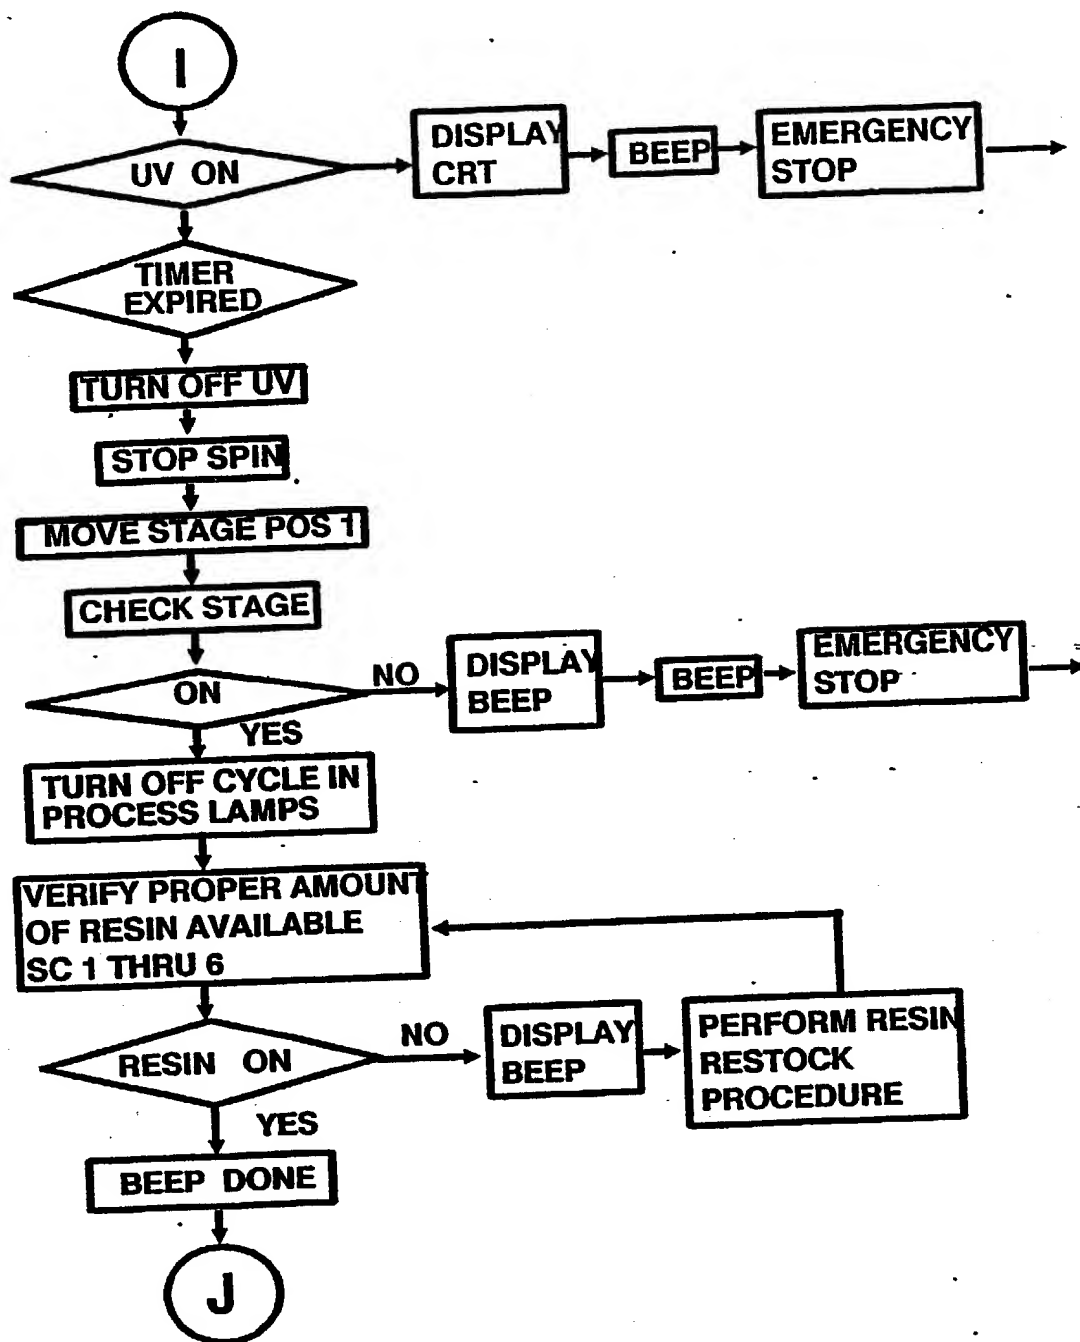 I
UV ON
DISPLAY
CRT
BEEP
EMERGENCY
STOP
TIMER
EXPIRED
TURN OFF UV
STOP SPIN
MOVE STAGE POS 1
CHECK STAGE
ON
NO
DISPLAY
BEEP
BEEP
EMERGENCY
STOP
YES
TURN OFF CYCLE IN
PROCESS LAMPS
VERIFY PROPER AMOUNT
OF RESIN AVAILABLE
SC 1 THRU 6
RESIN ON
NO
DISPLAY
BEEP
PERFORM RESIN
RESTOCK
PROCEDURE
YES
BEEP DONE
J